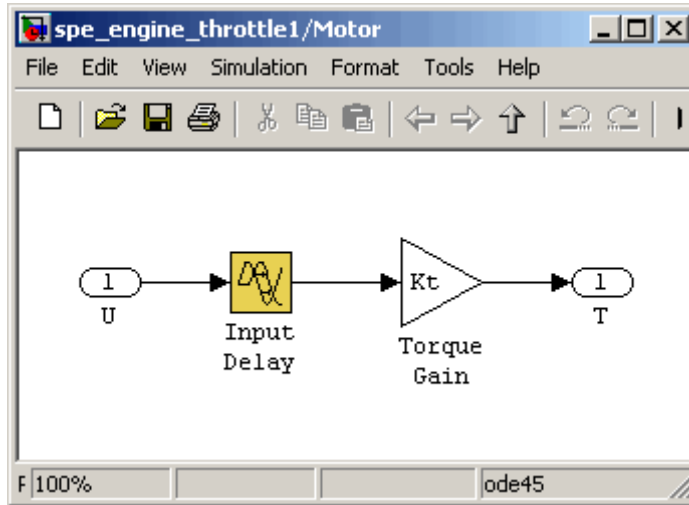 spe_engine_throttle1/Motor
File Edit View Simulation Format Tools Help
1
U
Input
Delay
Kt
Torque
Gain
1
T
F 100% ode45